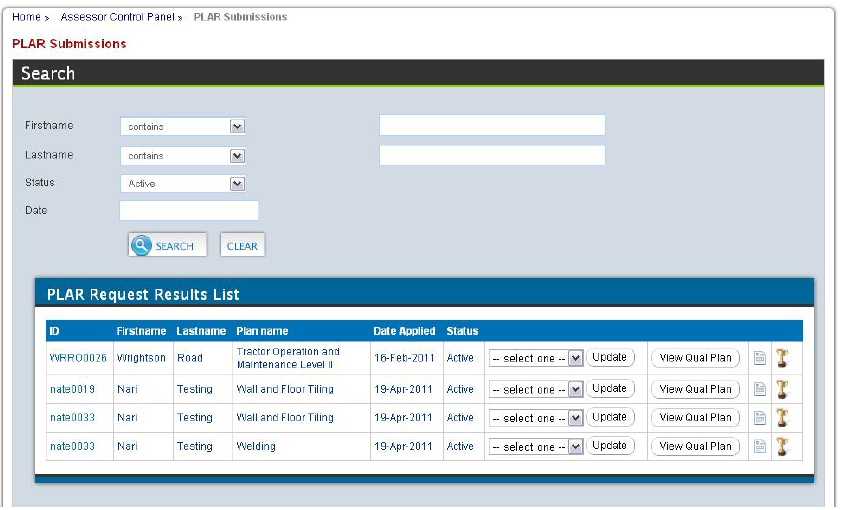 Home » Assessor Control Panel » PLAR Submissions
PLAR Submissions
Search
Firstname contains
Lastname contains
Status Active
Date
SEARCH CLEAR
PLAR Request Results List
ID Firstname Lastname Plan name Date Applied Status
WRRO0026 Wrightson Road Tractor Operation and Maintenance Level II 16-Feb-2011 Active -- select one -- Update View Qual Plan
nate0019 Nari Testing Wall and Floor Tiling 19-Apr-2011 Active -- select one -- Update View Qual Plan
nate0033 Nari Testing Wall and Floor Tiling 19-Apr-2011 Active -- select one -- Update View Qual Plan
nate0033 Nari Testing Welding 19-Apr-2011 Active -- select one -- Update View Qual Plan